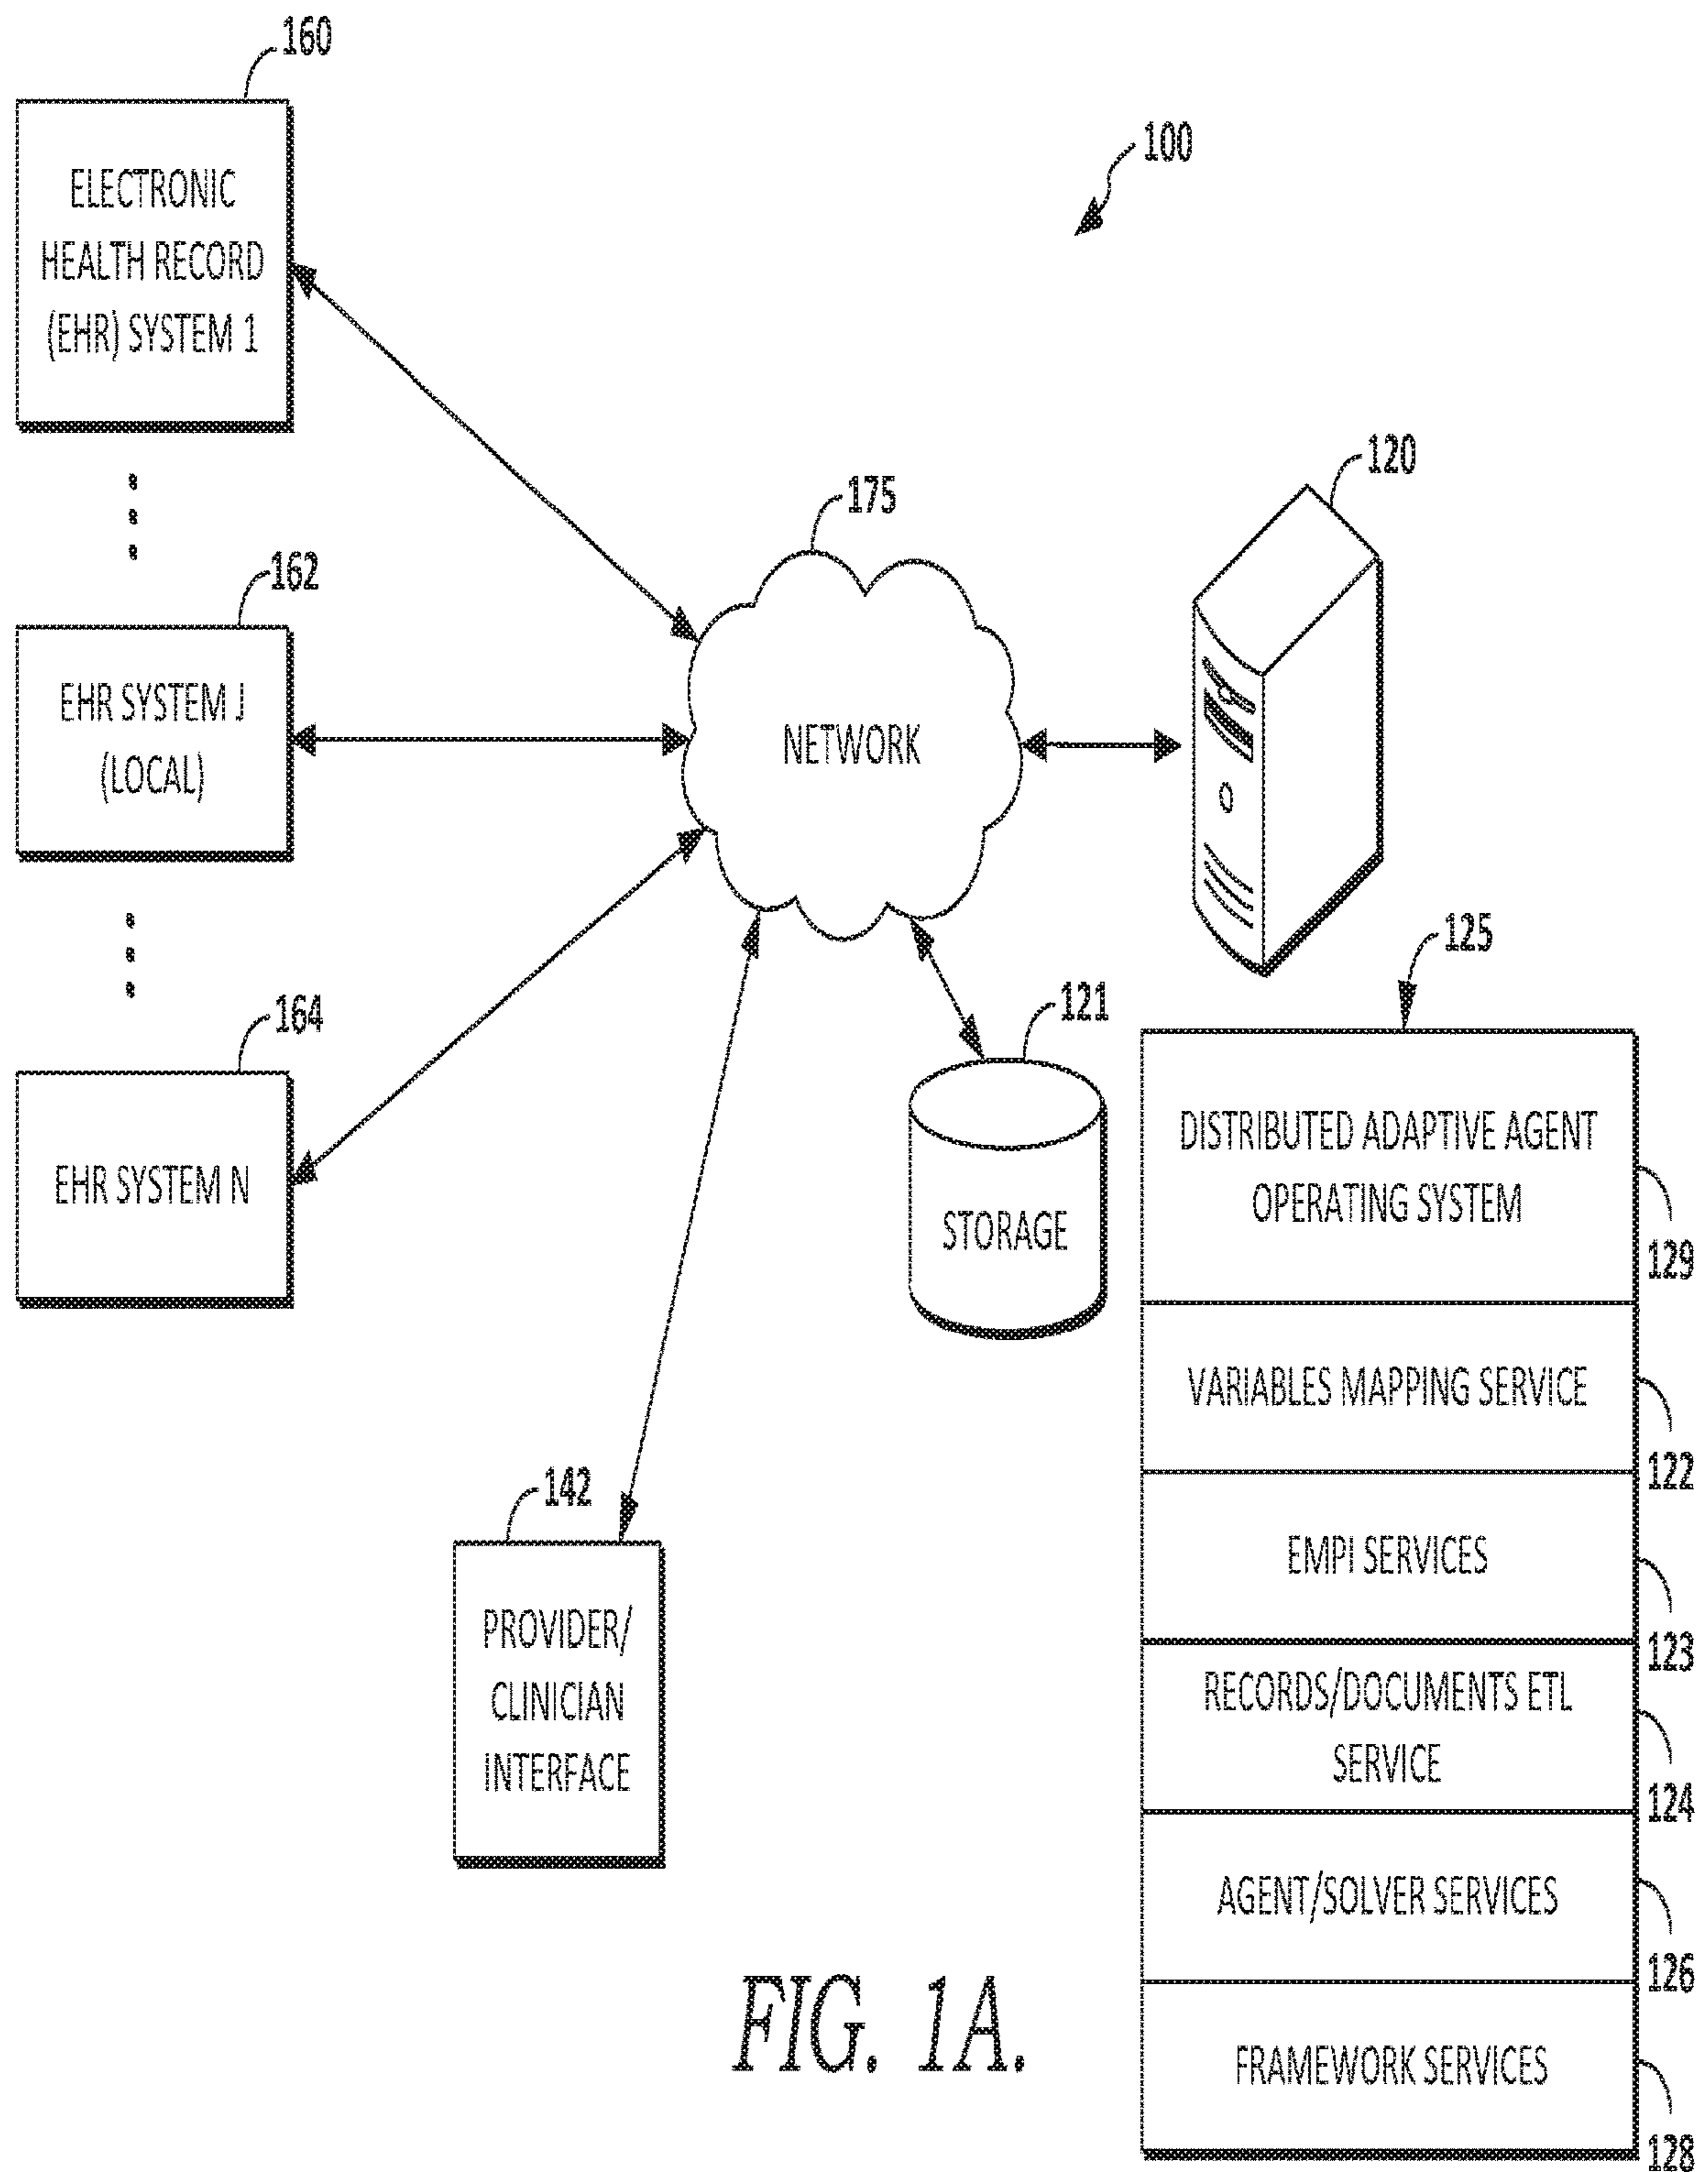 160
100
ELECTRONIC
HEALTH RECORD
(EHR) SYSTEM 1
120
175
162
EHR SYSTEM J
(LOCAL)
NETWORK
125
164
121
EHR SYSTEM N
STORAGE
DISTRIBUTED ADAPTIVE AGENT
OPERATING SYSTEM
129
VARIABLES MAPPING SERVICE
122
142
PROVIDER/
CLINICIAN
INTERFACE
EMPI SERVICES
123
RECORDS/DOCUMENTS ETL
SERVICE
124
AGENT/SOLVER SERVICES
126
FRAMEWORK SERVICES
128
FIG. 1A.